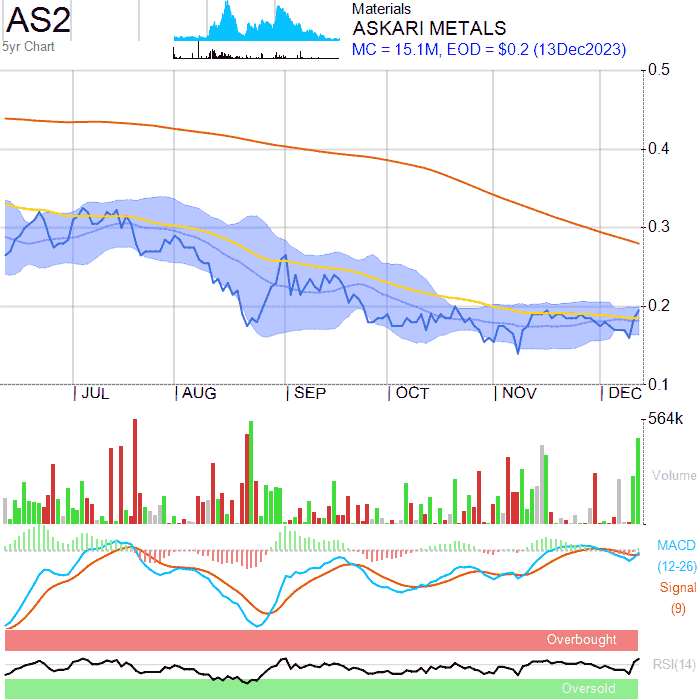 AS2
5yr Chart
Materials
ASKARI METALS
MC = 15.1M, EOD = $0.2 (13Dec2023)
0.5
0.4
0.3
0.2
0.1
JUL
AUG
SEP
OCT
NOV
DEC
564k
Volume
MACD
(12-26)
Signal
(9)
Overbought
RSI(14)
Oversold